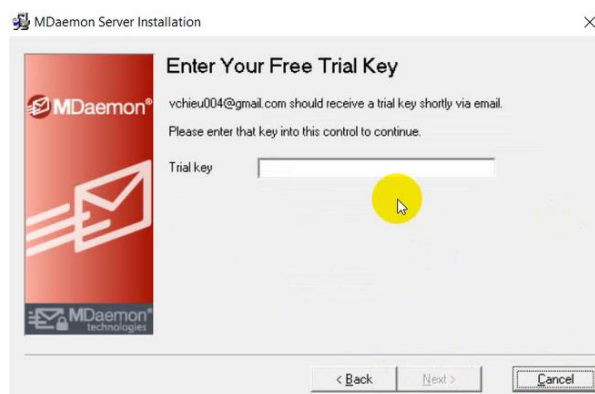 MDaemon Server Installation
Enter Your Free Trial Key
MDaemon®
vchieu004@gmail.com should receive a trial key shortly via email.
Please enter that key into this control to continue.
Trial key
MDaemon®
technologies
< Back
Next >
Cancel